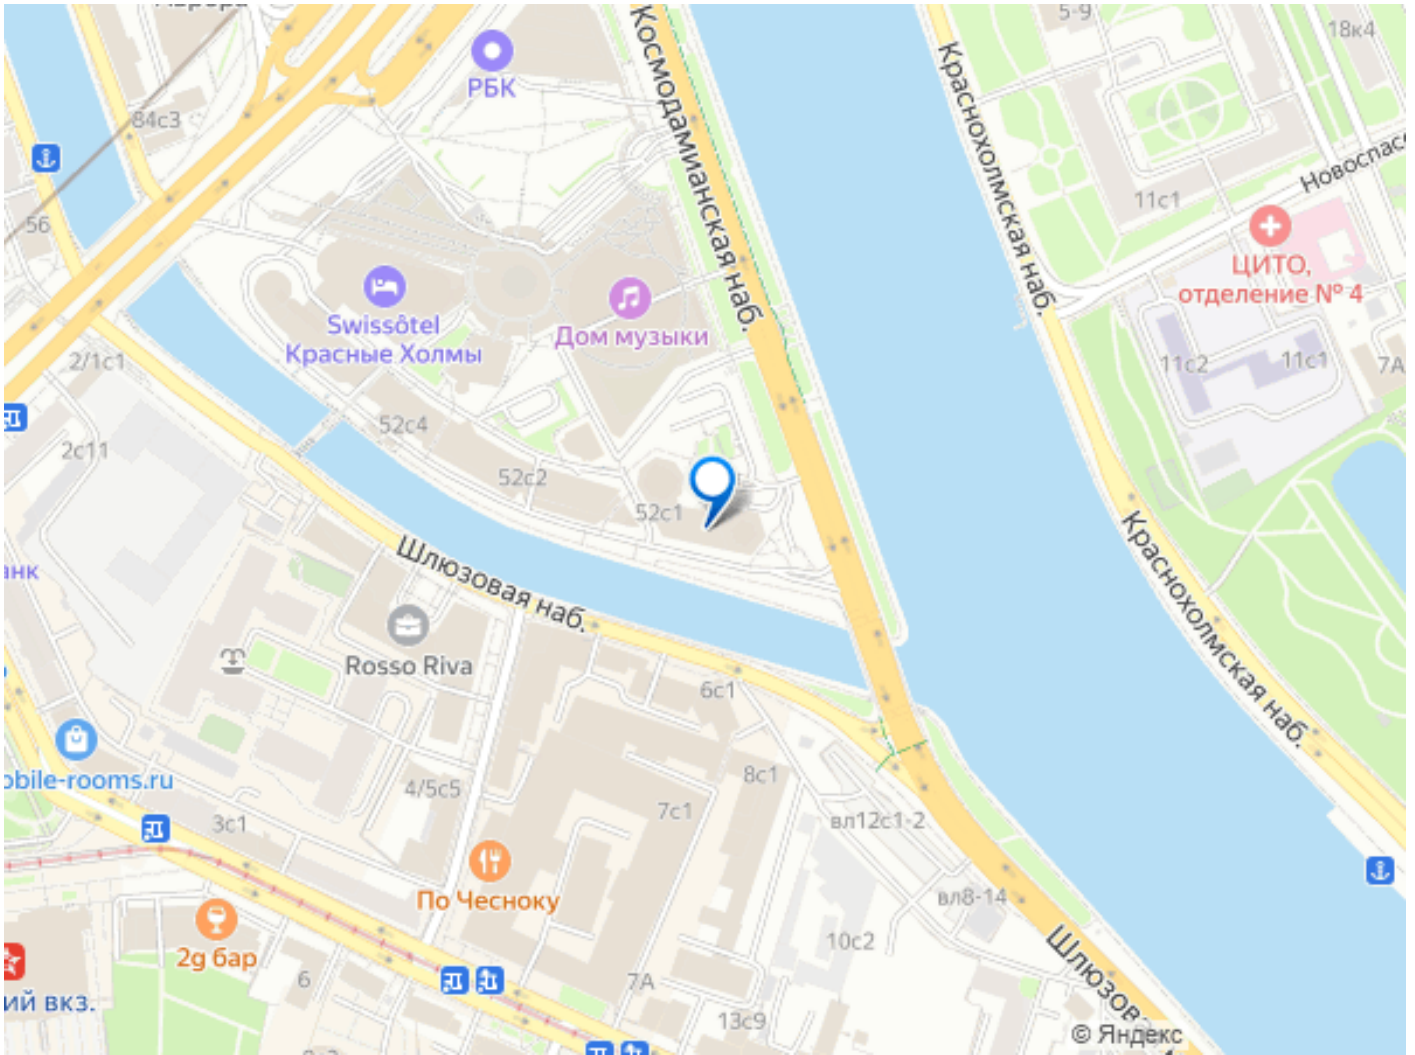 5-9
18к4
РБК
84с3
Космодамианская наб.
Краснохолмская наб.
11с1
56
ЦИТО,
отделение № 4
Swissôtel
Красные Холмы
Дом музыки
2/1с1
11с2
11с1
7А
52с4
2с11
52с2
52с1
Шлюзовая наб.
Краснохолмская наб.
Rosso Riva
6с1
obile-rooms.ru
4/5с5
8с1
3с1
7с1
вл12с1-2
По Чесноку
вл8-14
2g бар
10с2
6
7А
ий вкз.
13с9
© Яндекс